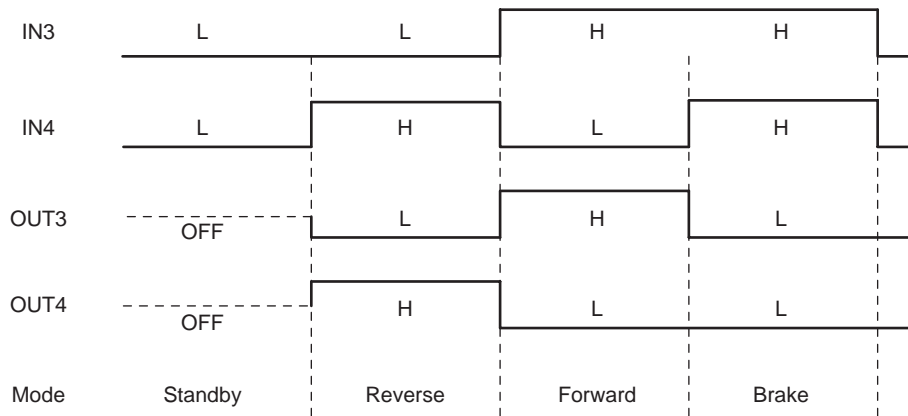 IN3 L L H H
IN4 L H L H
OUT3 OFF L H L
OUT4 OFF H L L
Mode Standby Reverse Forward Brake